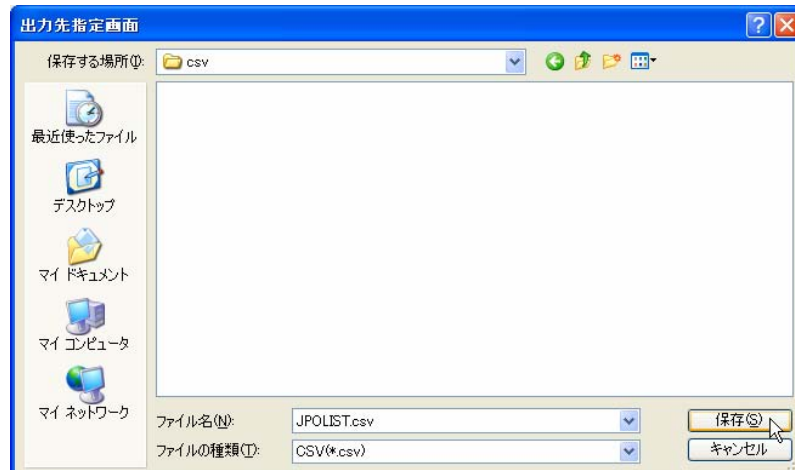 出力先指定画面
保存する場所(I): csv
最近使ったファイル
デスクトップ
マイ ドキュメント
マイ コンピュータ
マイ ネットワーク
ファイル名(N): JPOLIST.csv 保存(S)
ファイルの種類(T): CSV(*.csv) キャンセル